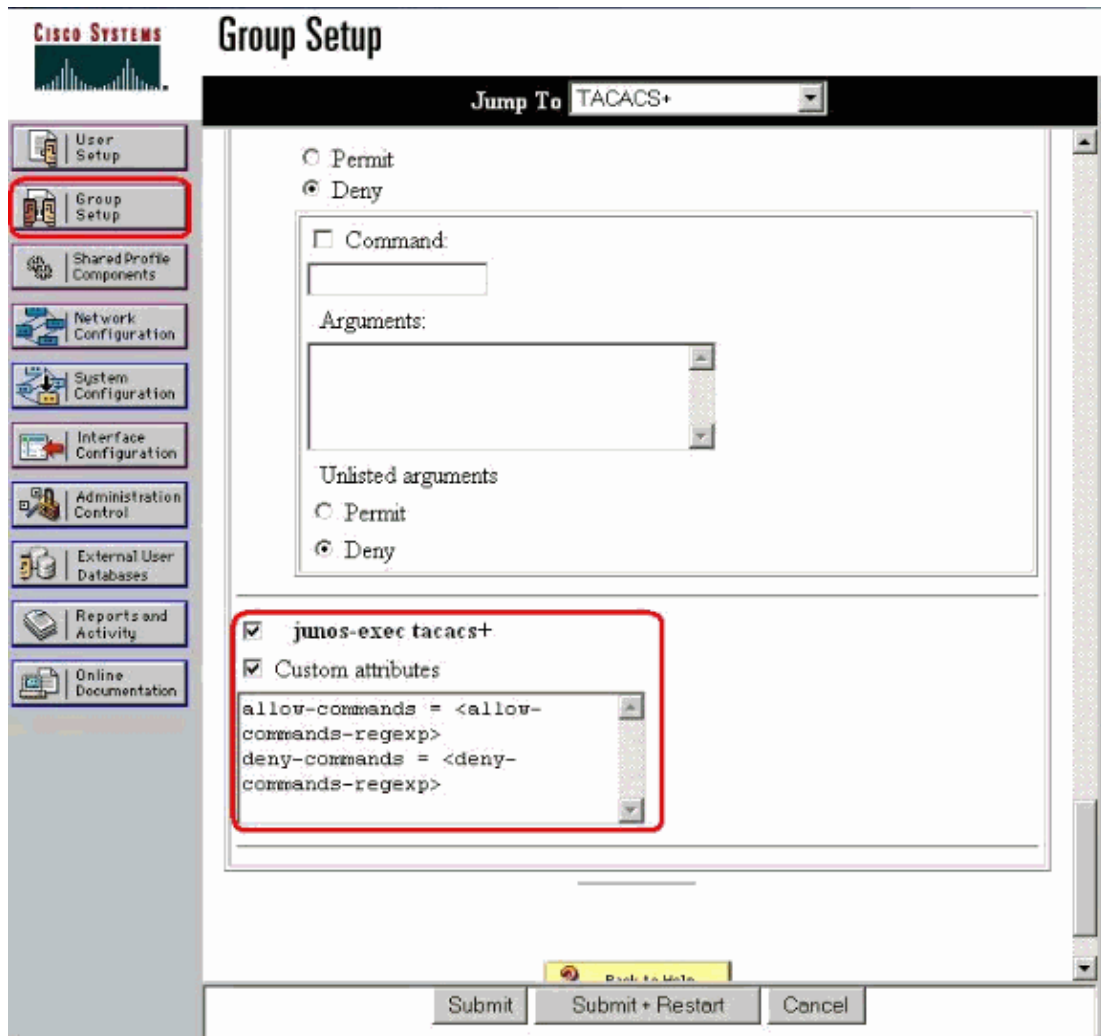 CISCO SYSTEMS
Group Setup
Jump To TACACS+
User
Setup
Group
Setup
Shared Profile
Components
Network
Configuration
System
Configuration
Interface
Configuration
Administration
Control
External User
Databases
Reports and
Activity
Online
Documentation
Permit
Deny
Command:
Arguments:
Unlisted arguments
Permit
Deny
junos-exec tacacs+
Custom attributes
allow-commands = <allow-
commands-regexp>
deny-commands = <deny-
commands-regexp>
Back to Help
Submit
Submit + Restart
Cancel